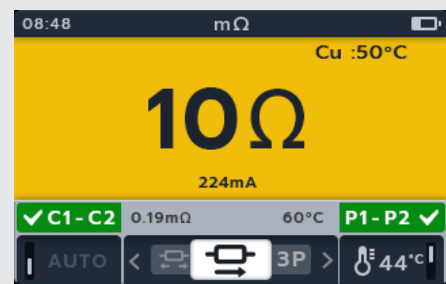 08:48 mΩ
Cu :50°C
10Ω
224mA
✓ C1-C2 0.19mΩ 60°C P1-P2 ✓
AUTO < 3P > 44°C